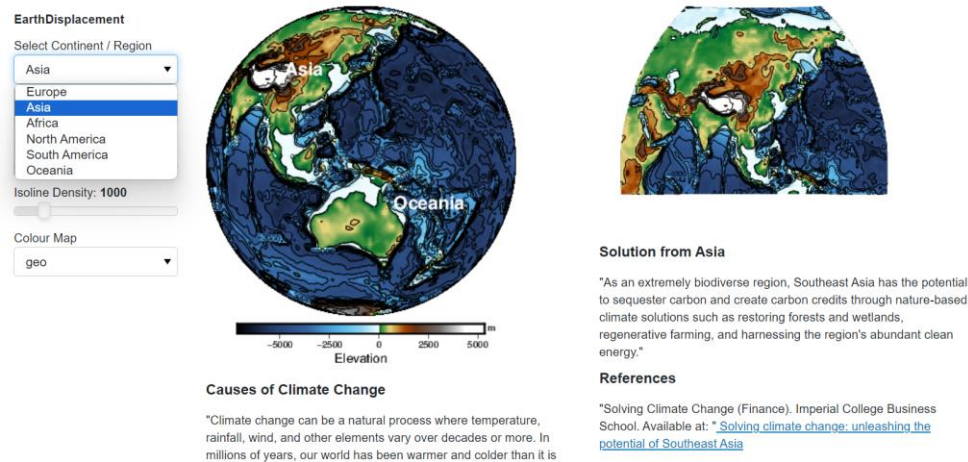 EarthDisplacement
Select Continent / Region
Asia
Europe
Asia
Africa
North America
South America
Oceania
Isoline Density: 1000
Colour Map
geo
Asia
Oceania
m
−5000 −2500 0 2500 5000
Elevation
Causes of Climate Change
"Climate change can be a natural process where temperature,
rainfall, wind, and other elements vary over decades or more. In
millions of years, our world has been warmer and colder than it is
Solution from Asia
"As an extremely biodiverse region, Southeast Asia has the potential
to sequester carbon and create carbon credits through nature-based
climate solutions such as restoring forests and wetlands,
regenerative farming, and harnessing the region's abundant clean
energy."
References
"Solving Climate Change (Finance). Imperial College Business
School. Available at: " Solving climate change: unleashing the
potential of Southeast Asia